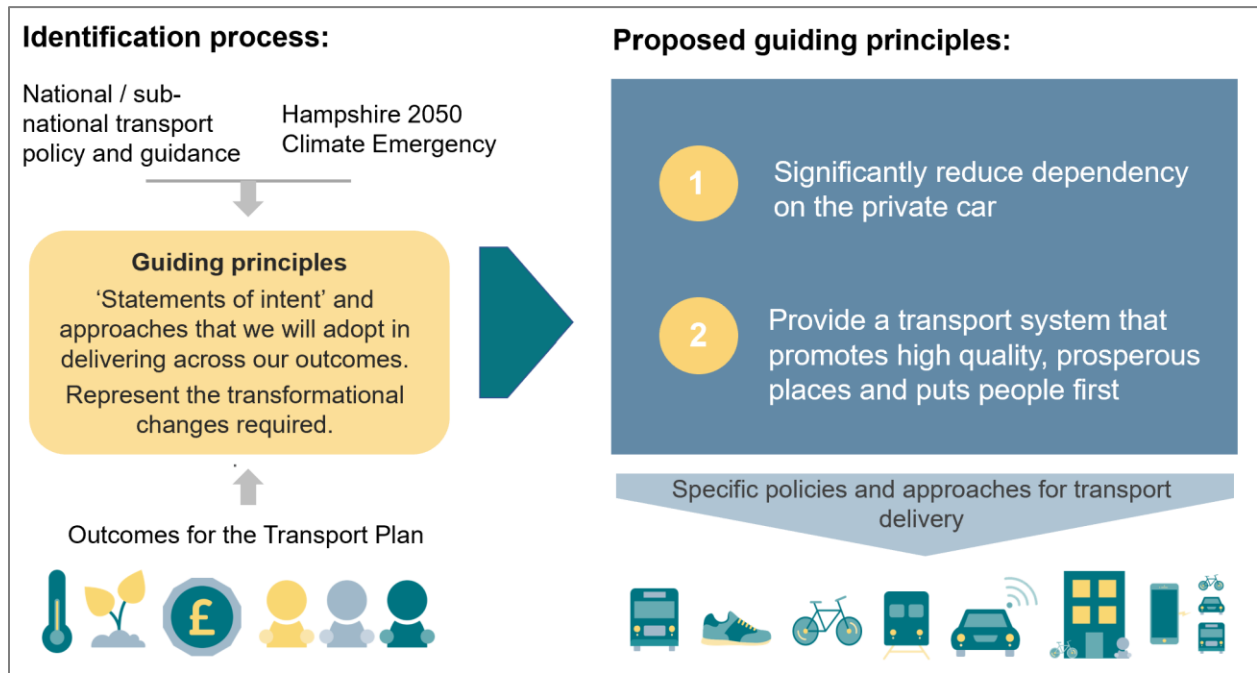 Identification process:
National / sub-
national transport
policy and guidance
Hampshire 2050
Climate Emergency
Guiding principles
‘Statements of intent’ and
approaches that we will adopt in
delivering across our outcomes.
Represent the transformational
changes required.
.
Outcomes for the Transport Plan
£
Proposed guiding principles:
1
Significantly reduce dependency
on the private car
2
Provide a transport system that
promotes high quality, prosperous
places and puts people first
Specific policies and approaches for transport
delivery